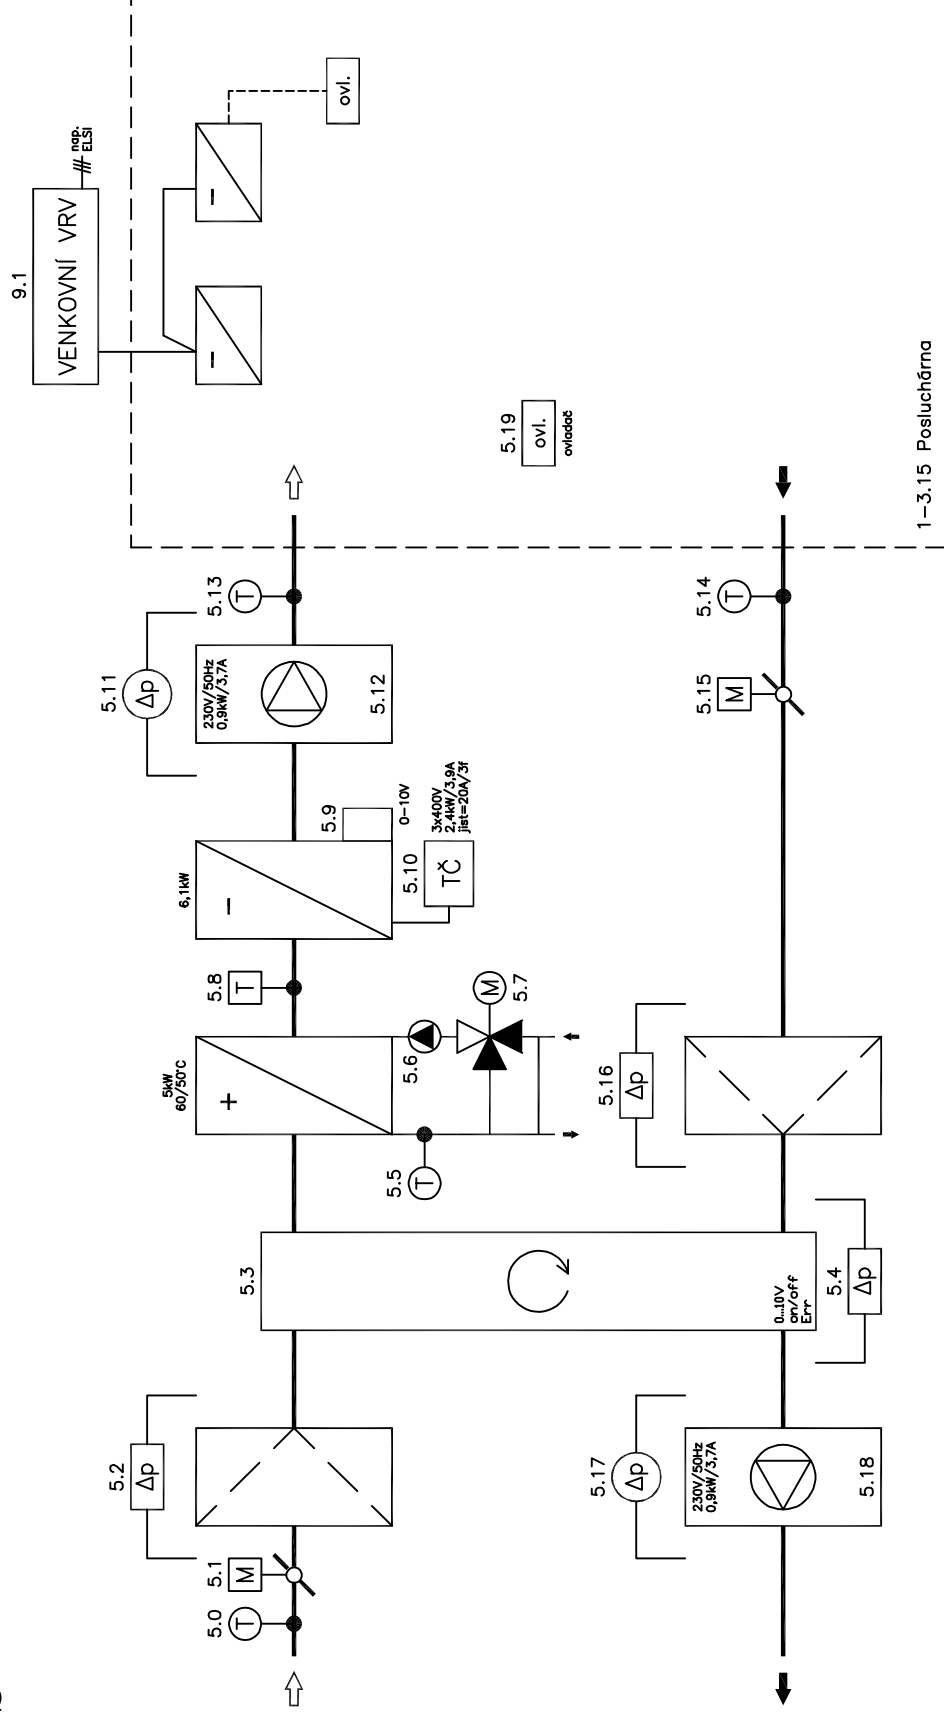 9.1
VENKOVNÍ VRV
nap.
ELSI
−
−
ovl.
5.0
T
5.1
M
5.2
Δp
5.3
0...10V
on/off
Err
5.4
Δp
5.5
T
5kW
60/50°C
+
5.6
5.7
M
5.8
T
6,1kW
−
5.9
0−10V
5.10
TČ
3x400V
2,4kW/3,9A
jist=20A/3f
5.11
Δp
230V/50Hz
0,9kW/3,7A
5.12
5.13
T
5.19
ovl.
ovladač
5.17
Δp
230V/50Hz
0,9kW/3,7A
5.18
5.16
Δp
5.15
M
5.14
T
1−3.15 Posluchárna